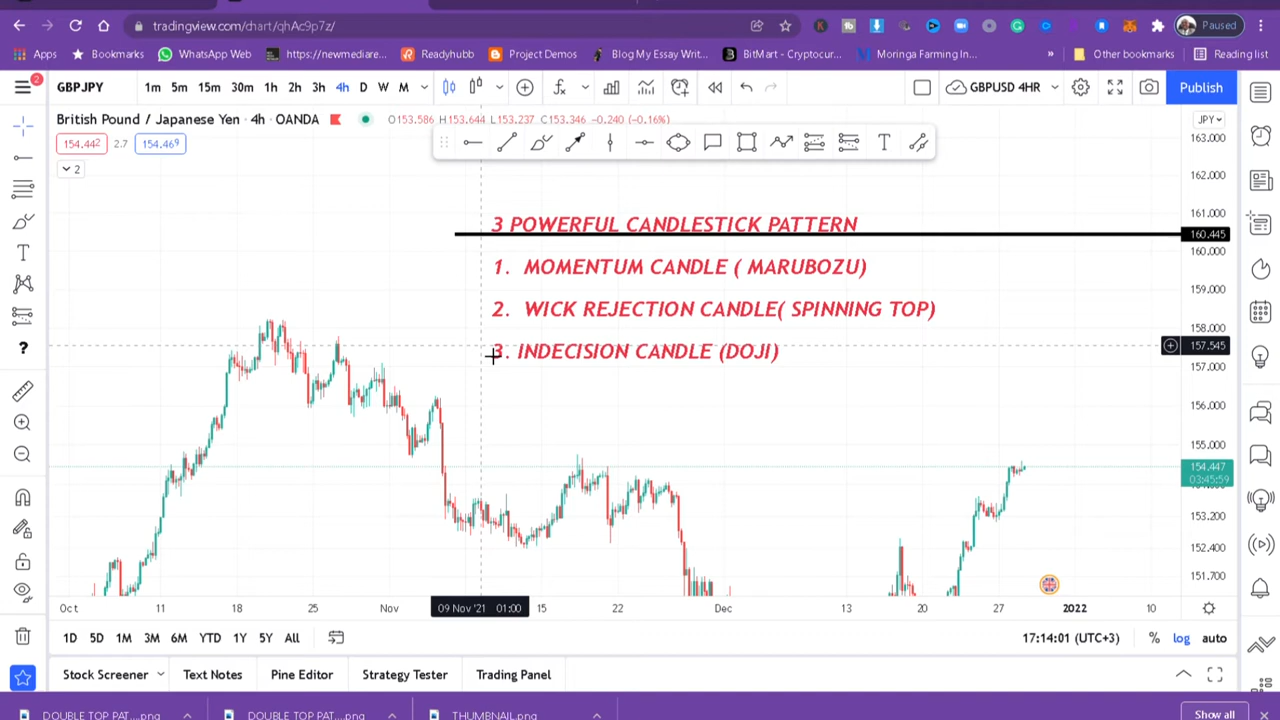 tradingview.com/chart/qhAc9p7z/
Paused
Apps
Bookmarks
WhatsApp Web
https://newmediare...
Readyhubb
Project Demos
Blog My Essay Writ...
BitMart - Cryptocur...
Moringa Farming In...
»
Other bookmarks
Reading list
2
GBPJPY
1m 5m 15m 30m 1h 2h 3h 4h D W M
GBPUSD 4HR
Publish
British Pound / Japanese Yen · 4h · OANDA
O153.586 H153.644 L153.237 C153.346 −0.240 (−0.16%)
JPY
154.442 2.7 154.469
2
163.000
162.000
161.000
160.445
160.000
159.000
158.000
157.545
157.000
156.000
155.000
154.447
03:45:59
153.200
152.400
151.700
3 POWERFUL CANDLESTICK PATTERN
1. MOMENTUM CANDLE ( MARUBOZU)
2. WICK REJECTION CANDLE( SPINNING TOP)
3. INDECISION CANDLE (DOJI)
Oct 11 18 25 Nov 09 Nov '21 01:00 15 22 Dec 13 20 27 2022 10
1D 5D 1M 3M 6M YTD 1Y 5Y All
17:14:01 (UTC+3) % log auto
Stock Screener Text Notes Pine Editor Strategy Tester Trading Panel
DOUBLE TOP PAT....png
DOUBLE TOP PAT....png
THUMBNAIL.png
Show all